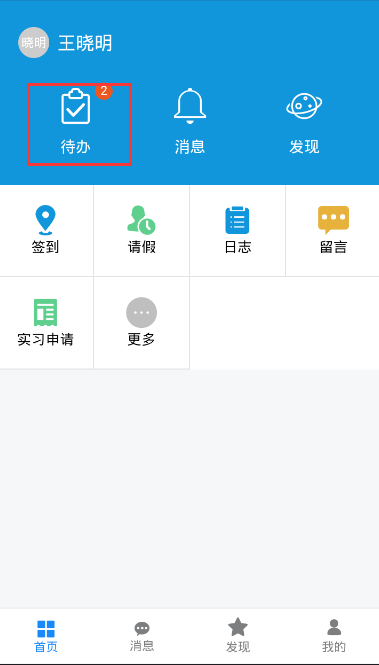 晓明 王晓明
2
待办 消息 发现
签到 请假 日志 留言
实习申请 更多
首页 消息 发现 我的